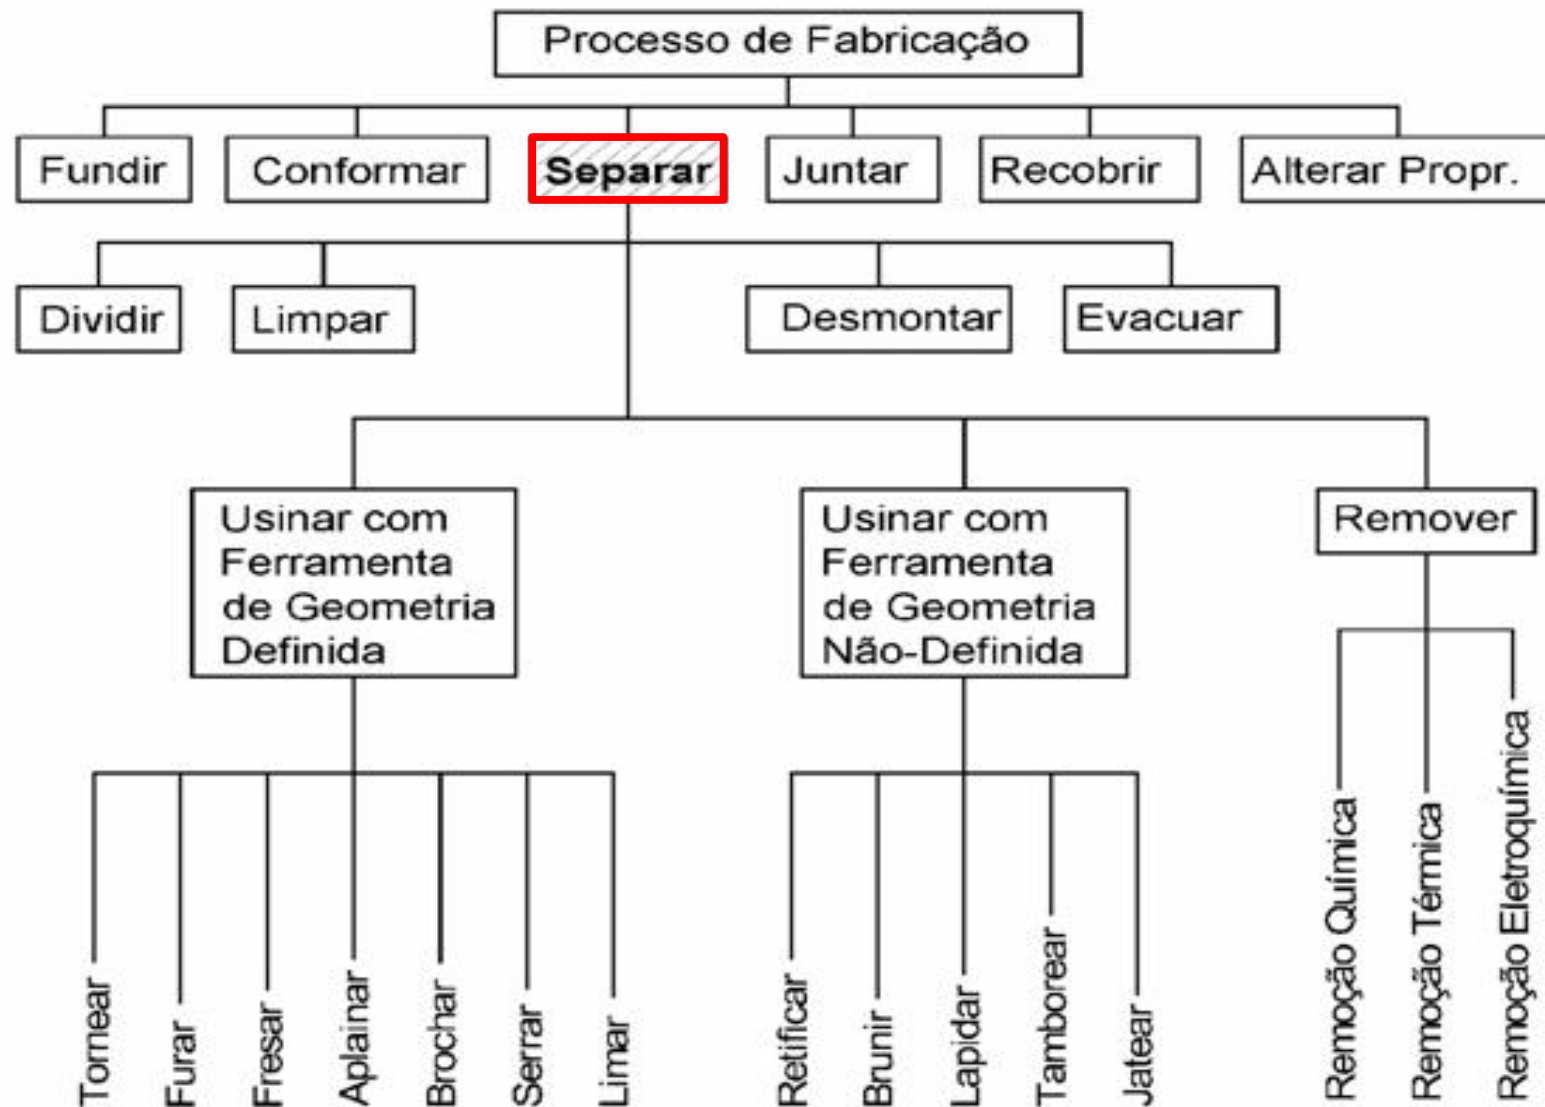 Processo de Fabricação
Fundir
Conformar
Separar
Juntar
Recobrir
Alterar Propr.
Dividir
Limpar
Desmontar
Evacuar
Usinar com
Ferramenta
de Geometria
Definida
Usinar com
Ferramenta
de Geometria
Não-Definida
Remover
Tornear
Furar
Fresar
Aplainar
Brochar
Serrar
Limar
Retificar
Brunir
Lapidar
Tamborear
Jatear
Remoção Química
Remoção Térmica
Remoção Eletroquímica